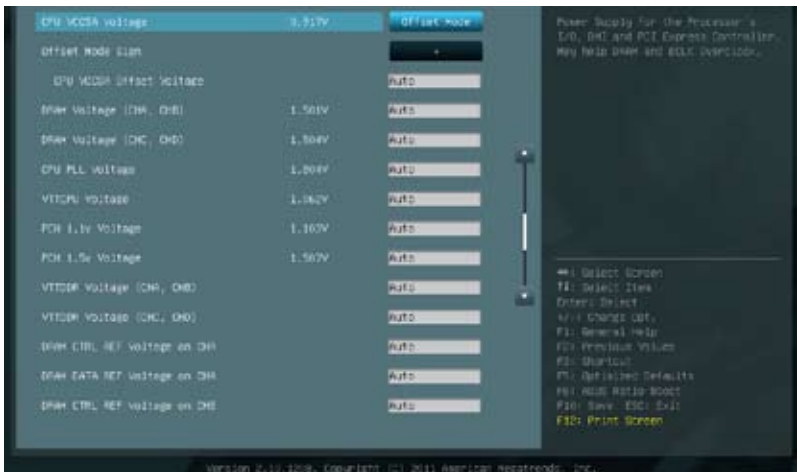 CPU VCCSA Voltage 0.917V Offset Mode
Offset Mode Sign +
CPU VCCSA Offset Voltage Auto
DRAM Voltage (CHA, CHB) 1.501V Auto
DRAM Voltage (CHC, CHD) 1.504V Auto
CPU PLL Voltage Auto
VTTCPU Voltage 1.062V Auto
PCH 1.1v Voltage 1.103V Auto
PCH 1.5v Voltage 1.507V Auto
VTTDDR Voltage (CHA, CHB) Auto
VTTDDR Voltage (CHC, CHD) Auto
DRAM CTRL REF Voltage on CHA Auto
DRAM DATA REF Voltage on CHA Auto
DRAM CTRL REF Voltage on CHB Auto
Power Supply for the Processor's
I/O, DMI and PCI Express Controller.
May help DRAM and BCLK Overclock.
Select Screen
Select Item
Enter: Select
+/-: Change Opt.
F1: General Help
F2: Previous Values
F3: Shortcut
F5: Optimized Defaults
F6: ASUS Ratio Boost
F10: Save ESC: Exit
F12: Print Screen
Version Copyright (C) 2011 American Megatrends, Inc.